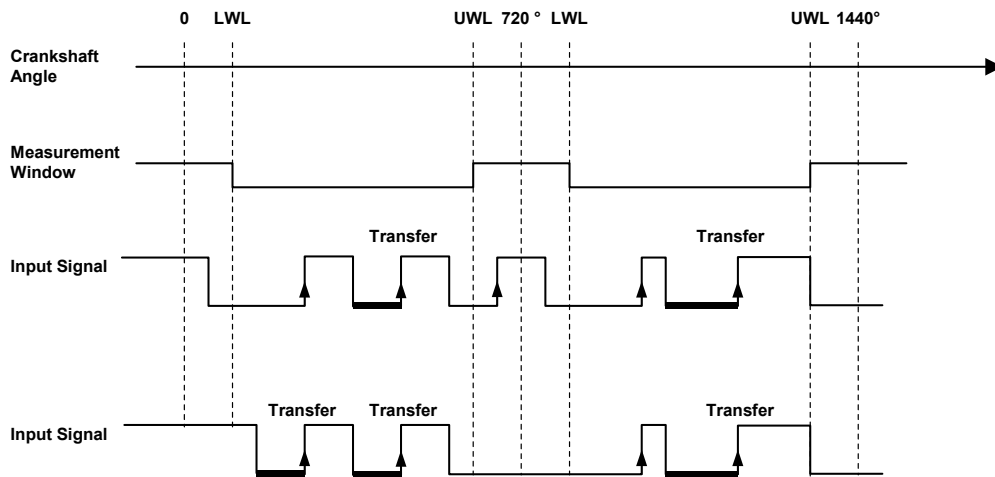 0 LWL UWL 720 ° LWL UWL 1440°
Crankshaft
Angle
Measurement
Window
Transfer Transfer
Input Signal
Transfer Transfer Transfer
Input Signal